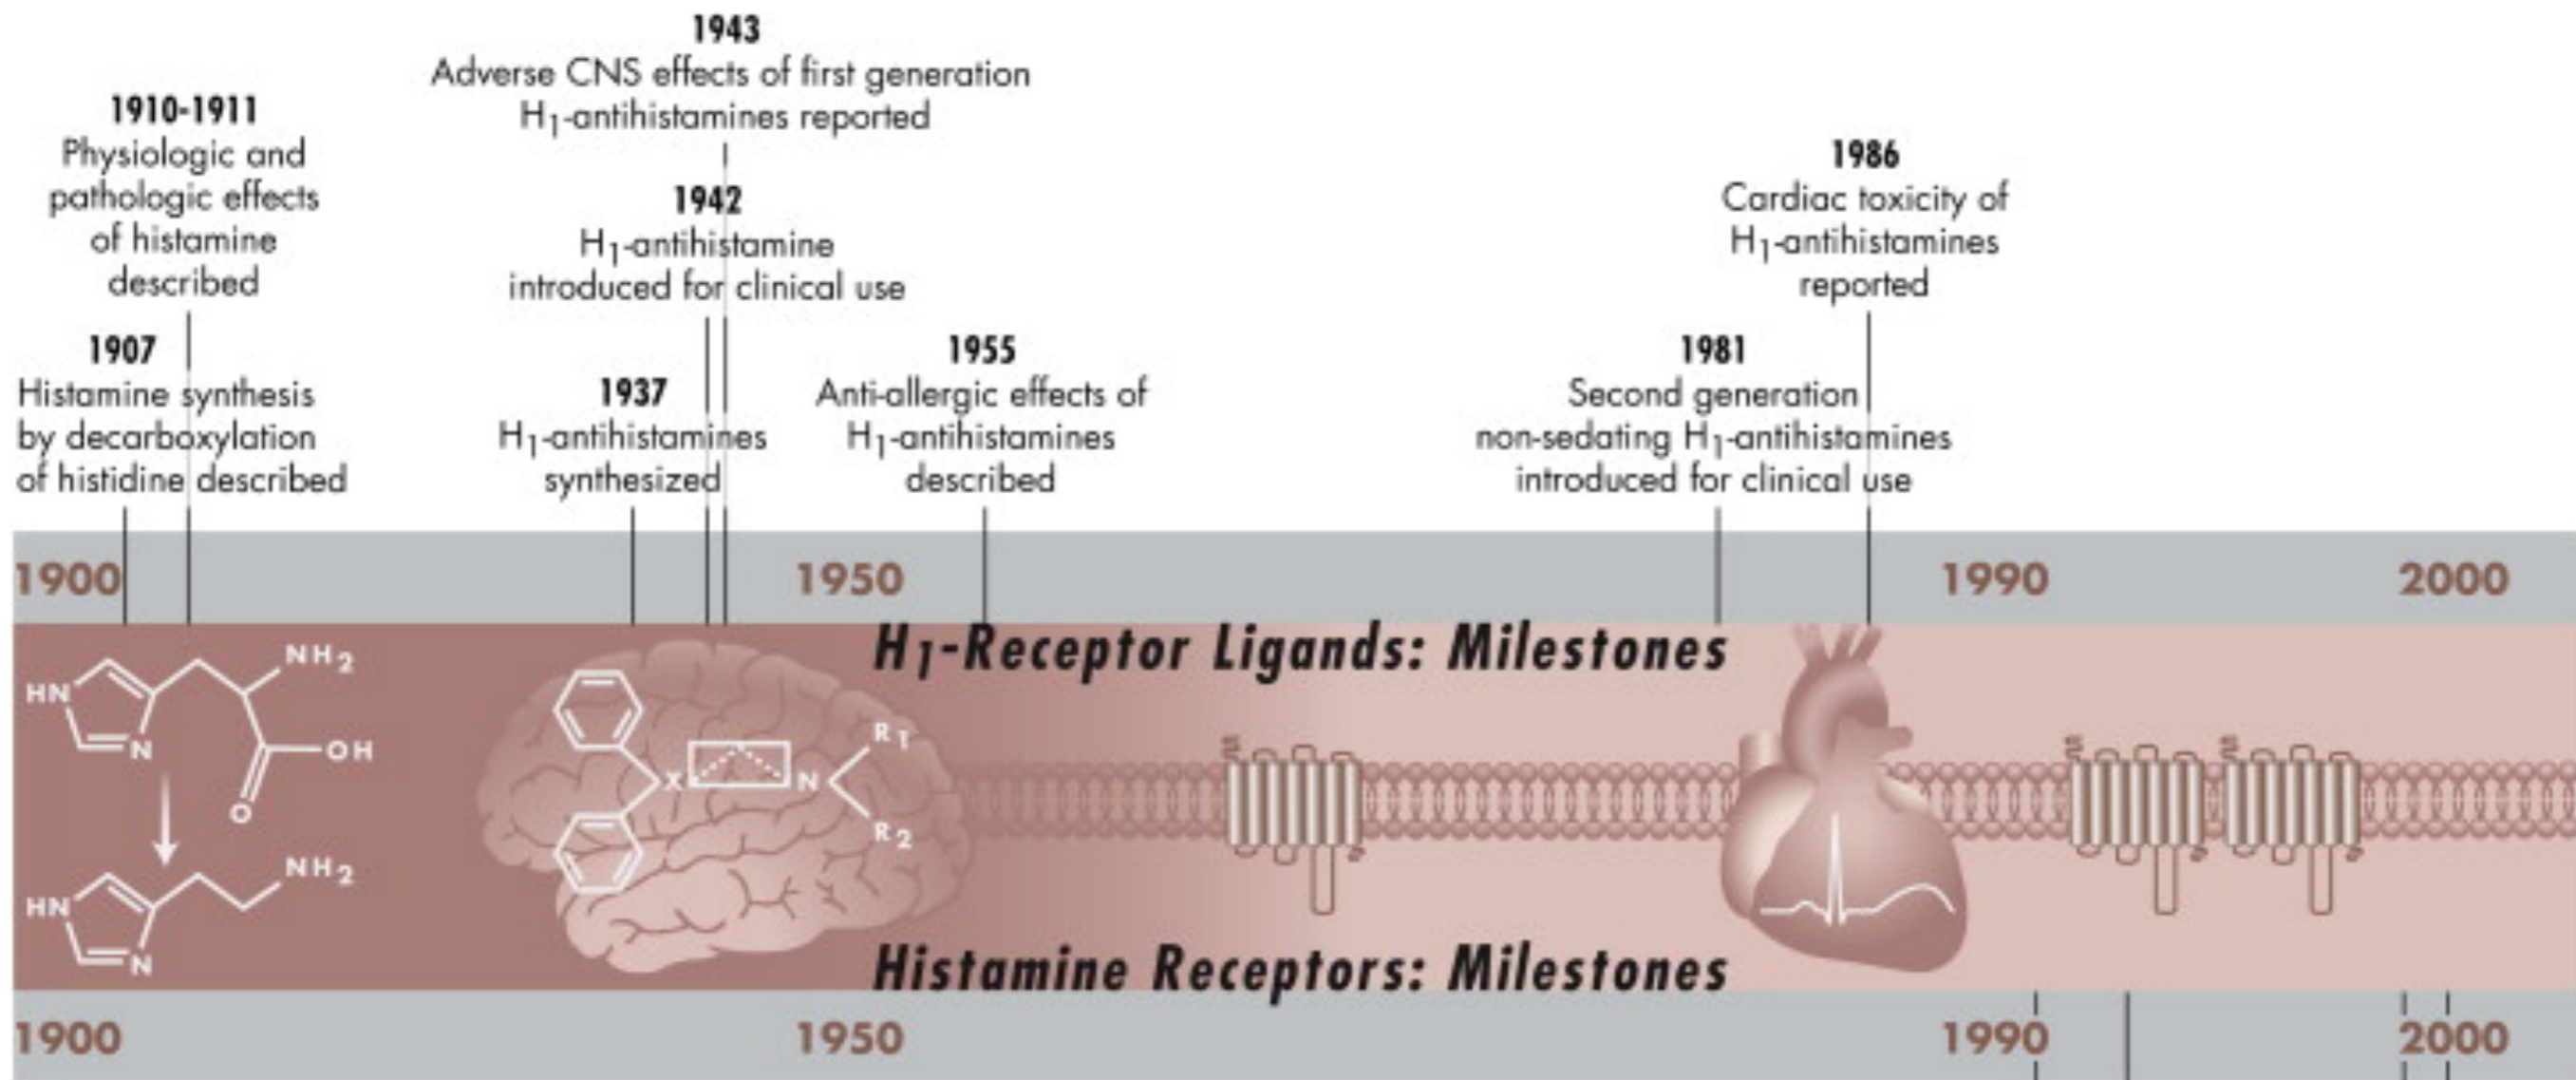 1943
Adverse CNS effects of first generation
H1-antihistamines reported
1910-1911
Physiologic and
pathologic effects
of histamine
described
1942
H1-antihistamine
introduced for clinical use
1986
Cardiac toxicity of
H1-antihistamines
reported
1907
Histamine synthesis
by decarboxylation
of histidine described
1937
H1-antihistamines
synthesized
1955
Anti-allergic effects of
H1-antihistamines
described
1981
Second generation
non-sedating H1-antihistamines
introduced for clinical use
1900
1950
1990
2000
H1-Receptor Ligands: Milestones
NH2
HN
N
OH
O
NH2
HN
N
R1
X
N
R2
Histamine Receptors: Milestones
1900
1950
1990
2000